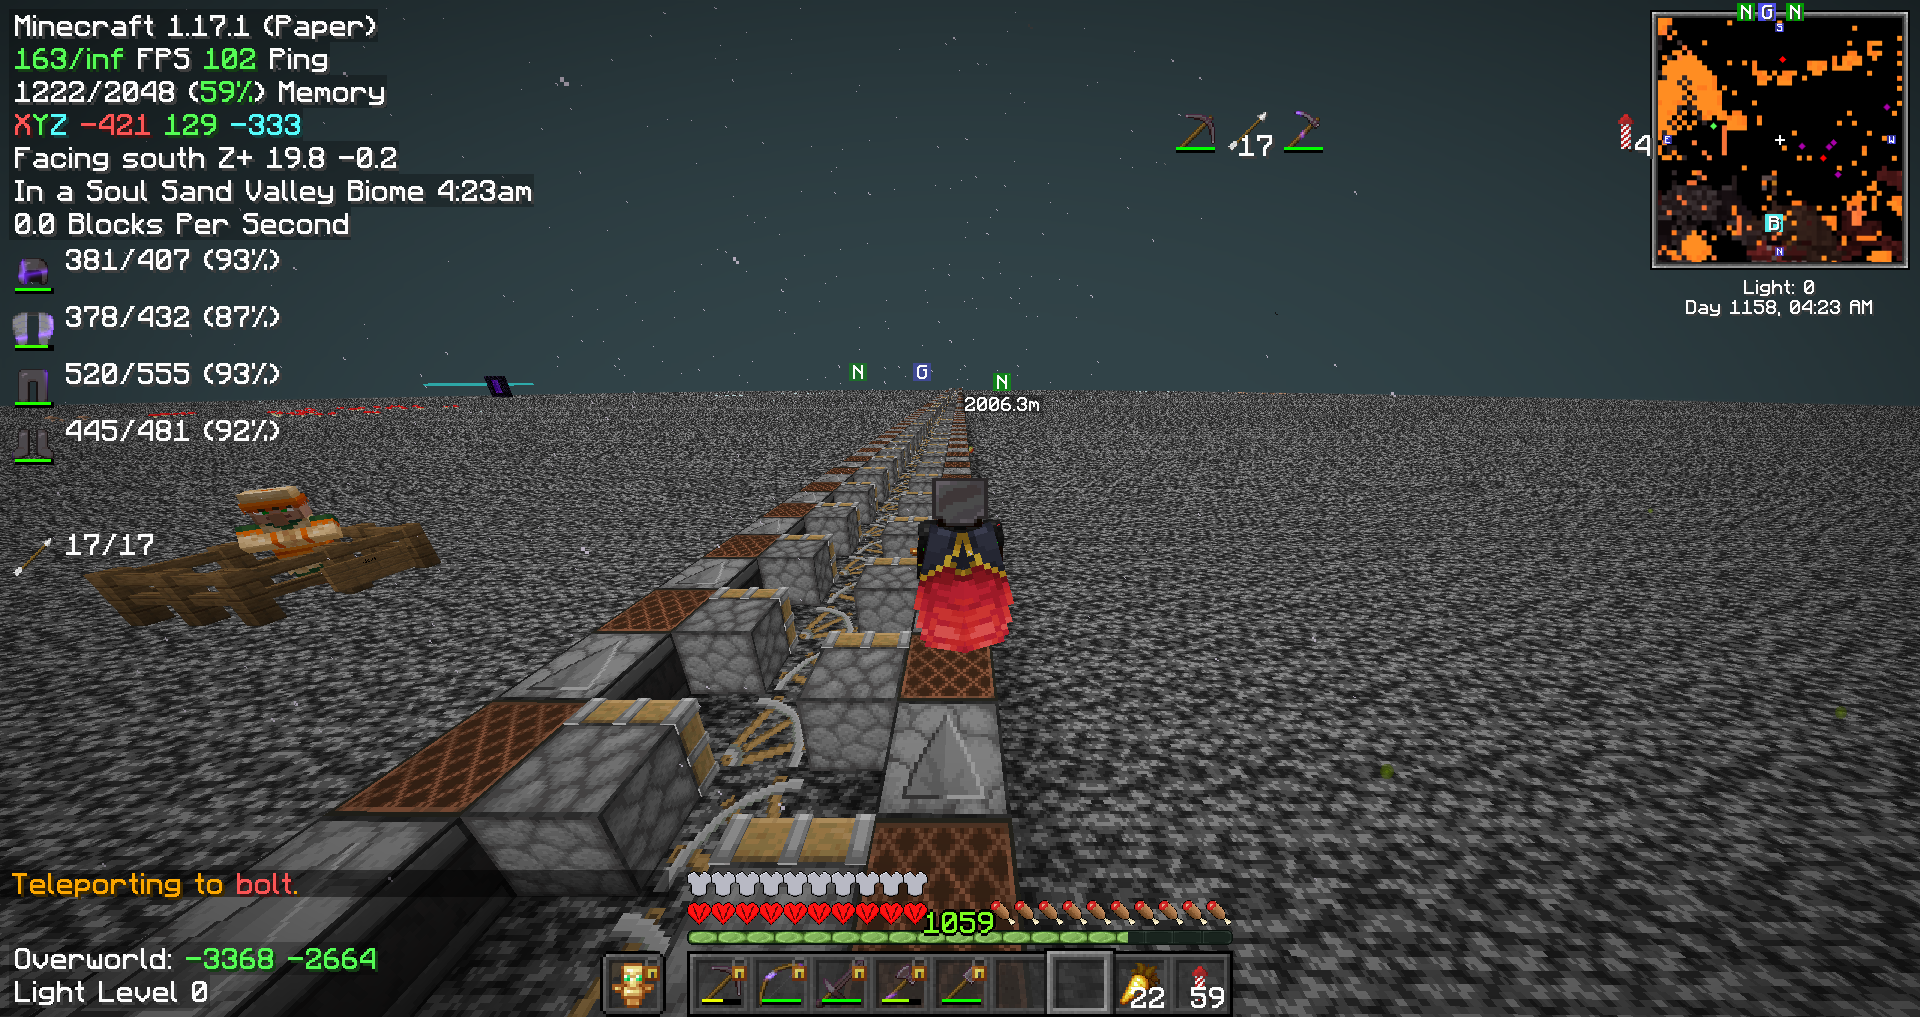 Minecraft 1.17.1 (Paper)
163/inf FPS 102 Ping
1222/2048 (59%) Memory
XYZ -421 129 -333
Facing south Z+ 19.8 -0.2
In a Soul Sand Valley Biome 4:23am
0.0 Blocks Per Second
381/407 (93%)
378/432 (87%)
520/555 (93%)
445/481 (92%)
17/17
17
4
N G N
S
E
W
B
N
Light: 0
Day 1158, 04:23 AM
N G N
2006.3m
Teleporting to bolt.
1059
Overworld: -3368 -2664
Light Level 0
22
59